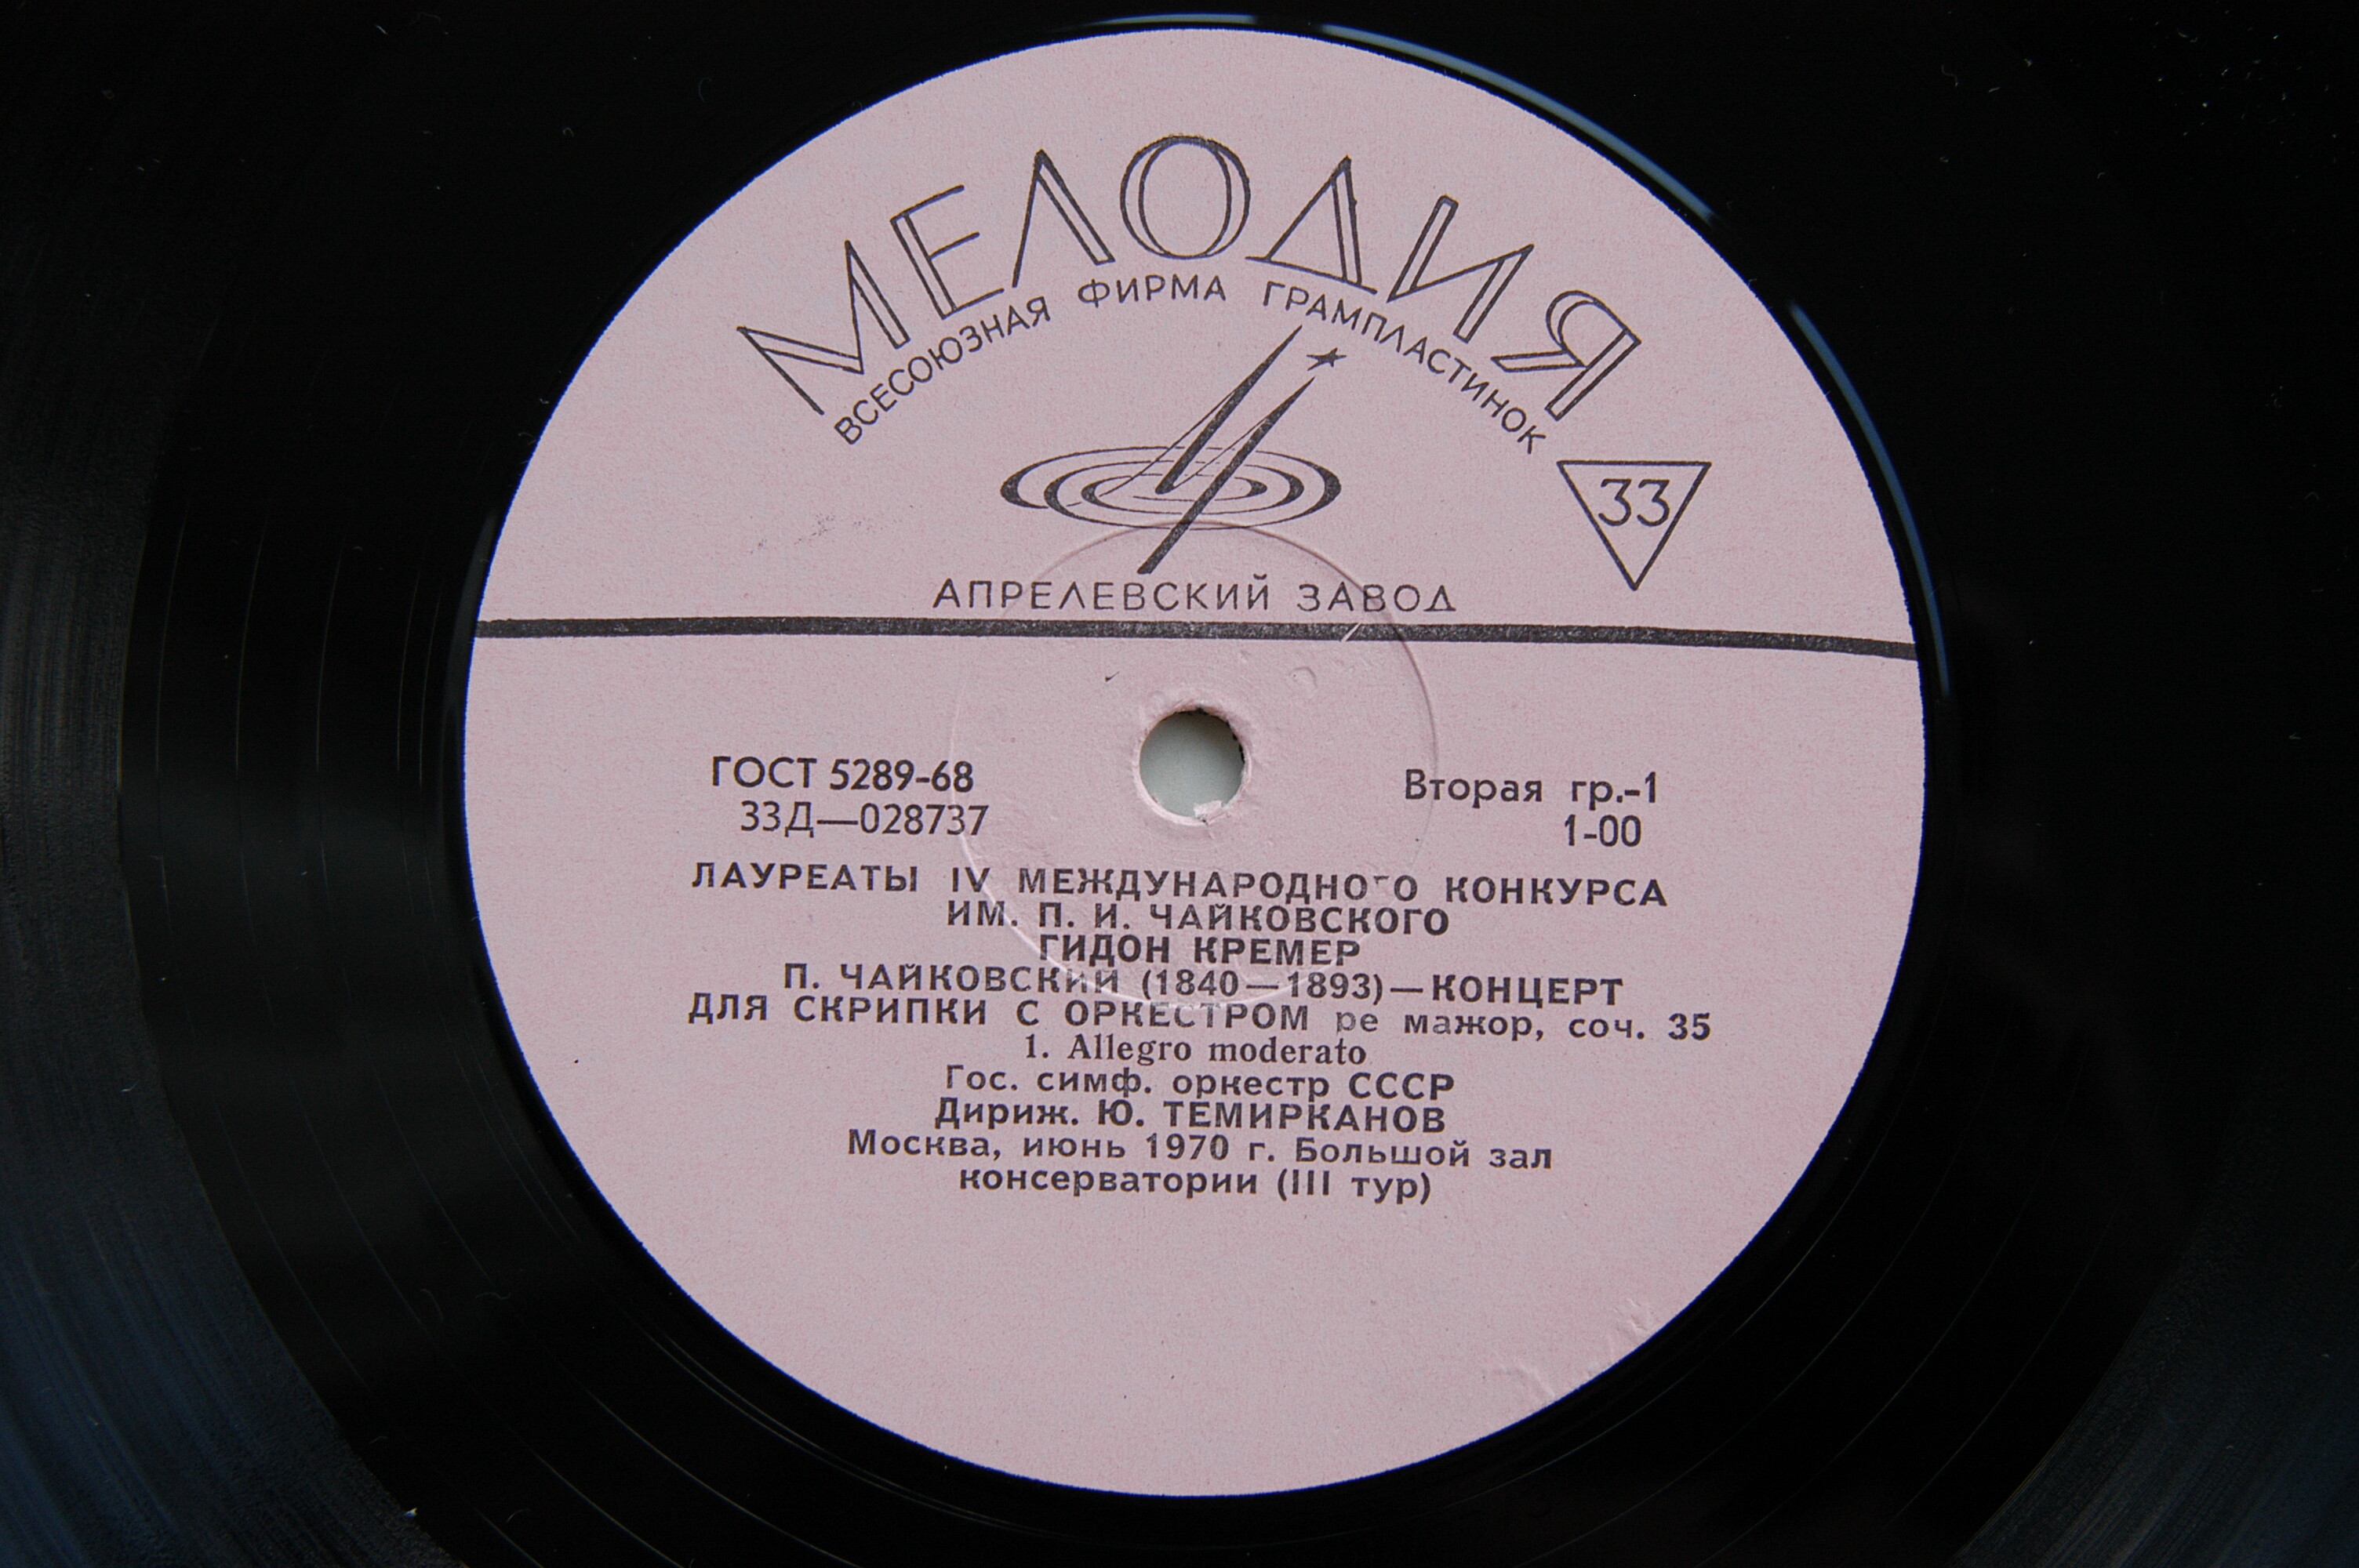 МЕЛОДИЯ
ВСЕСОЮЗНАЯ ФИРМА ГРАМПЛАСТИНОК
33
АПРЕЛЕВСКИЙ ЗАВОД
ГОСТ 5289-68
Вторая гр.-1
33Д—028737
1-00
ЛАУРЕАТЫ IV МЕЖДУНАРОДНОГО КОНКУРСА
ИМ. П. И. ЧАЙКОВСКОГО
ГИДОН КРЕМЕР
П. ЧАЙКОВСКИЙ (1840—1893)—КОНЦЕРТ
ДЛЯ СКРИПКИ С ОРКЕСТРОМ ре мажор, соч. 35
1. Allegro moderato
Гос. симф. оркестр СССР
Дириж. Ю. ТЕМИРКАНОВ
Москва, июнь 1970 г. Большой зал
консерватории (III тур)